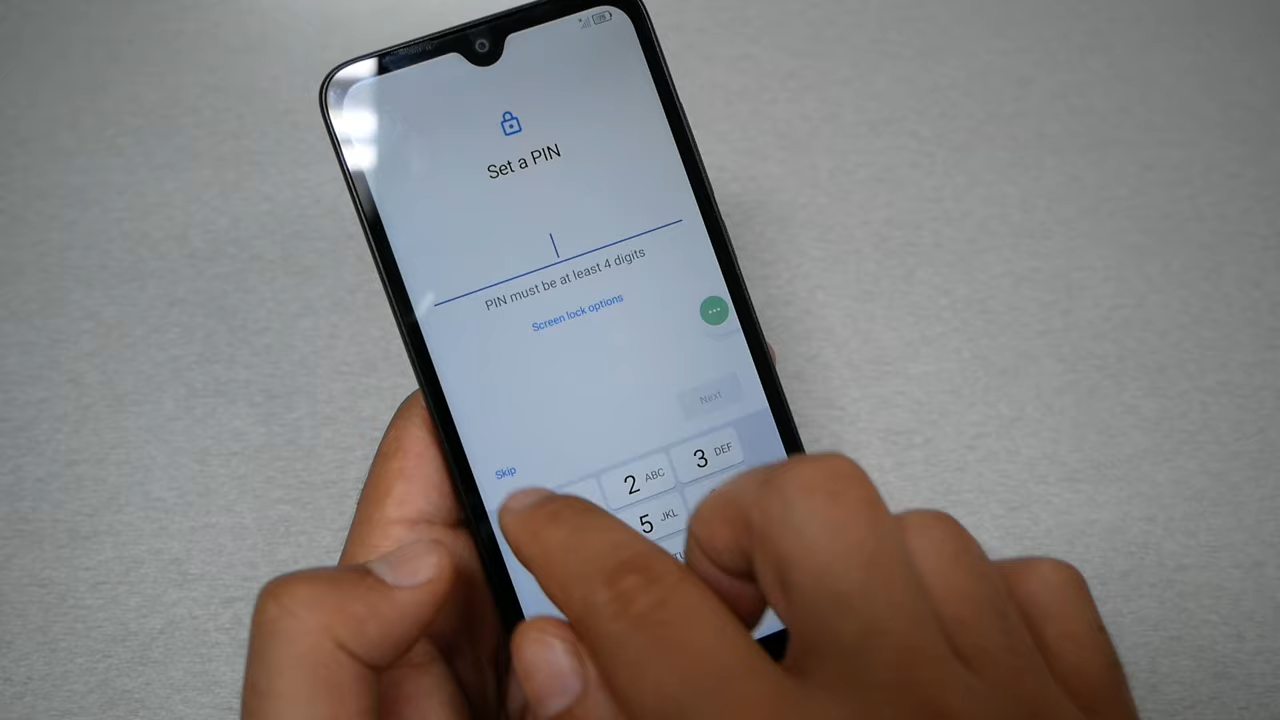 Set a PIN
PIN must be at least 4 digits
Screen lock options
Next
Skip
2 ABC
3 DEF
5 JKL
TU